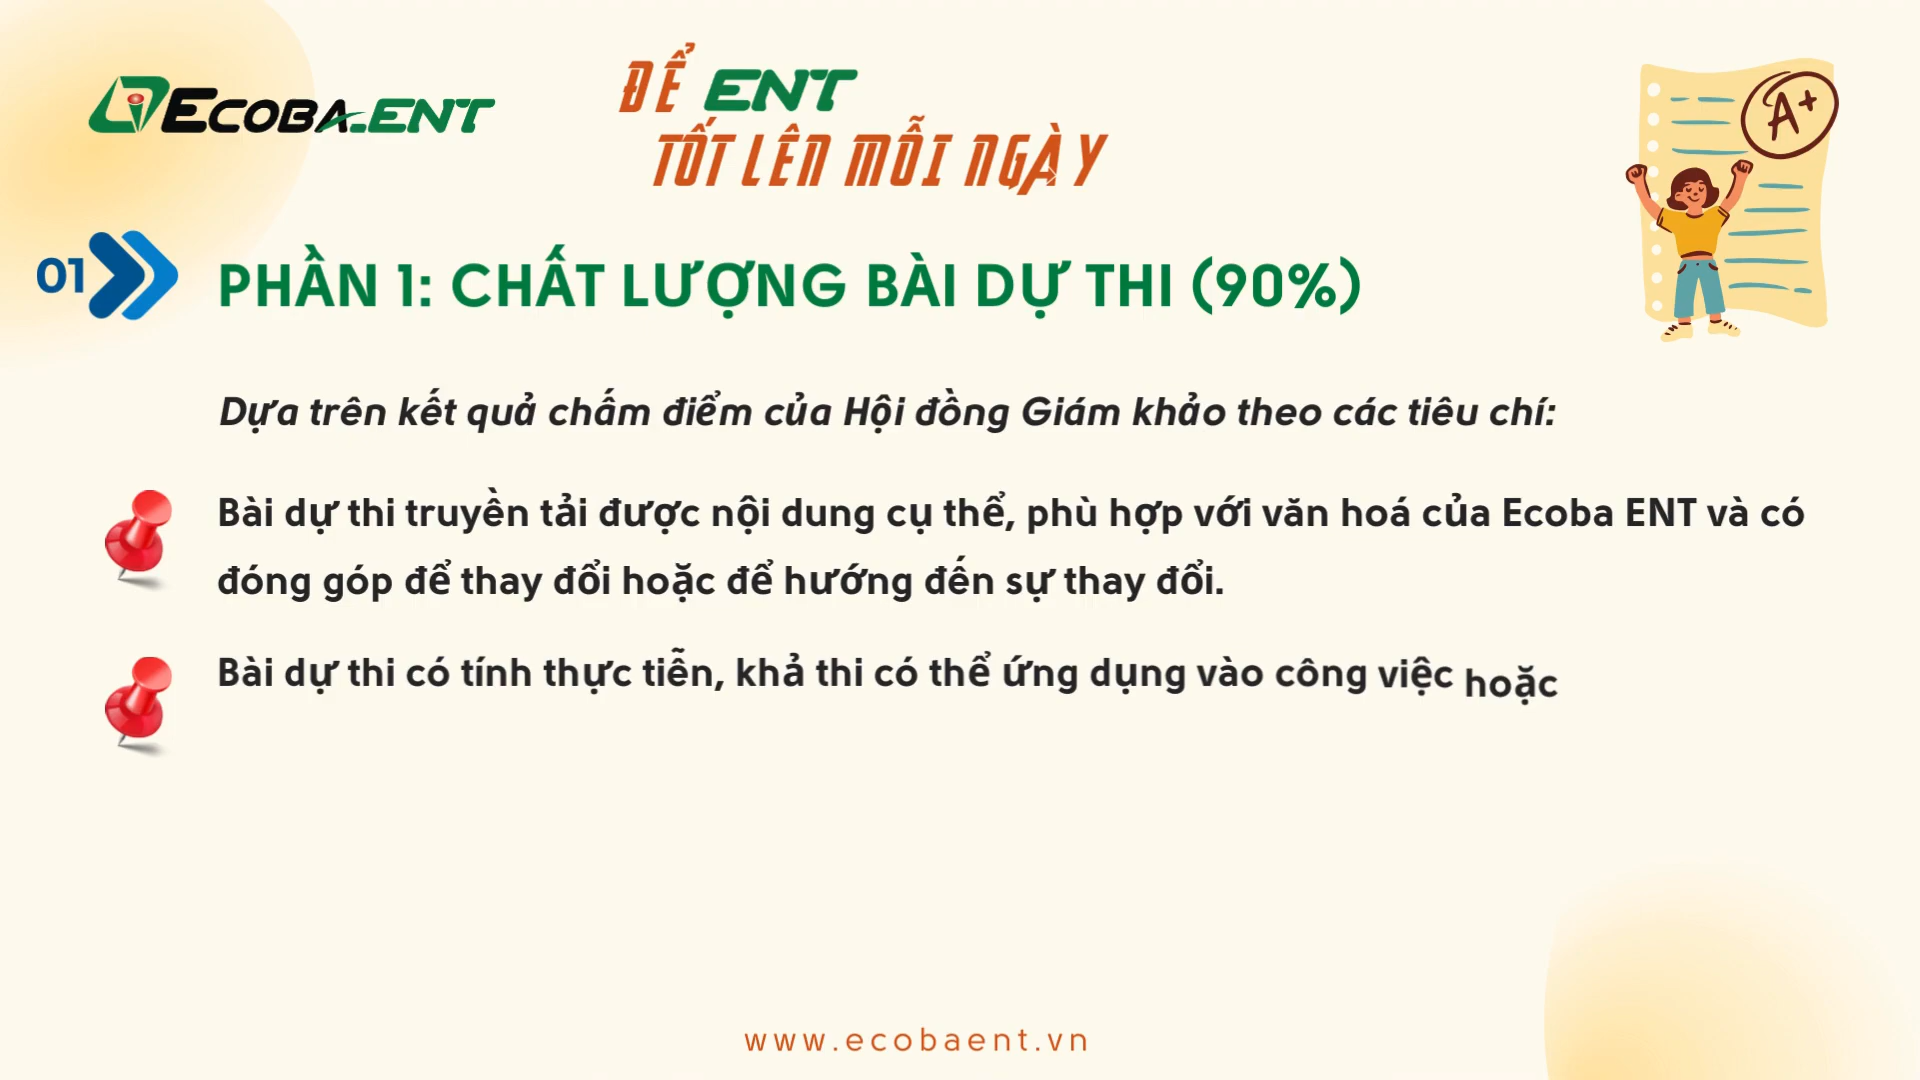 ECOBA.ENT
ĐỂ ENT
TỐT LÊN MỖI NGÀY
A+
01
PHẦN 1: CHẤT LƯỢNG BÀI DỰ THI (90%)
Dựa trên kết quả chấm điểm của Hội đồng Giám khảo theo các tiêu chí:
Bài dự thi truyền tải được nội dung cụ thể, phù hợp với văn hoá của Ecoba ENT và có
đóng góp để thay đổi hoặc để hướng đến sự thay đổi.
Bài dự thi có tính thực tiễn, khả thi có thể ứng dụng vào công việc hoặc
www.ecobaent.vn